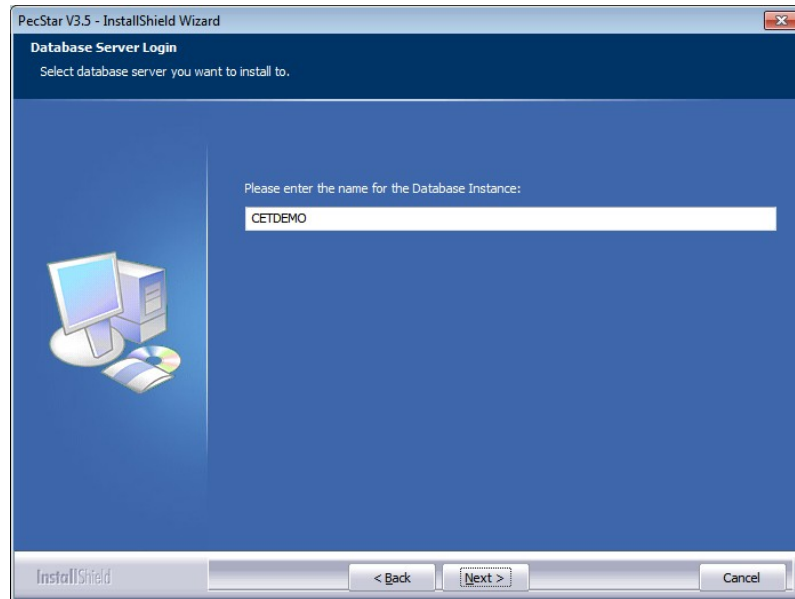 PecStar V3.5 - InstallShield Wizard
Database Server Login
Select database server you want to install to.
Please enter the name for the Database Instance:
CETDEMO
InstallShield
< Back
Next >
Cancel